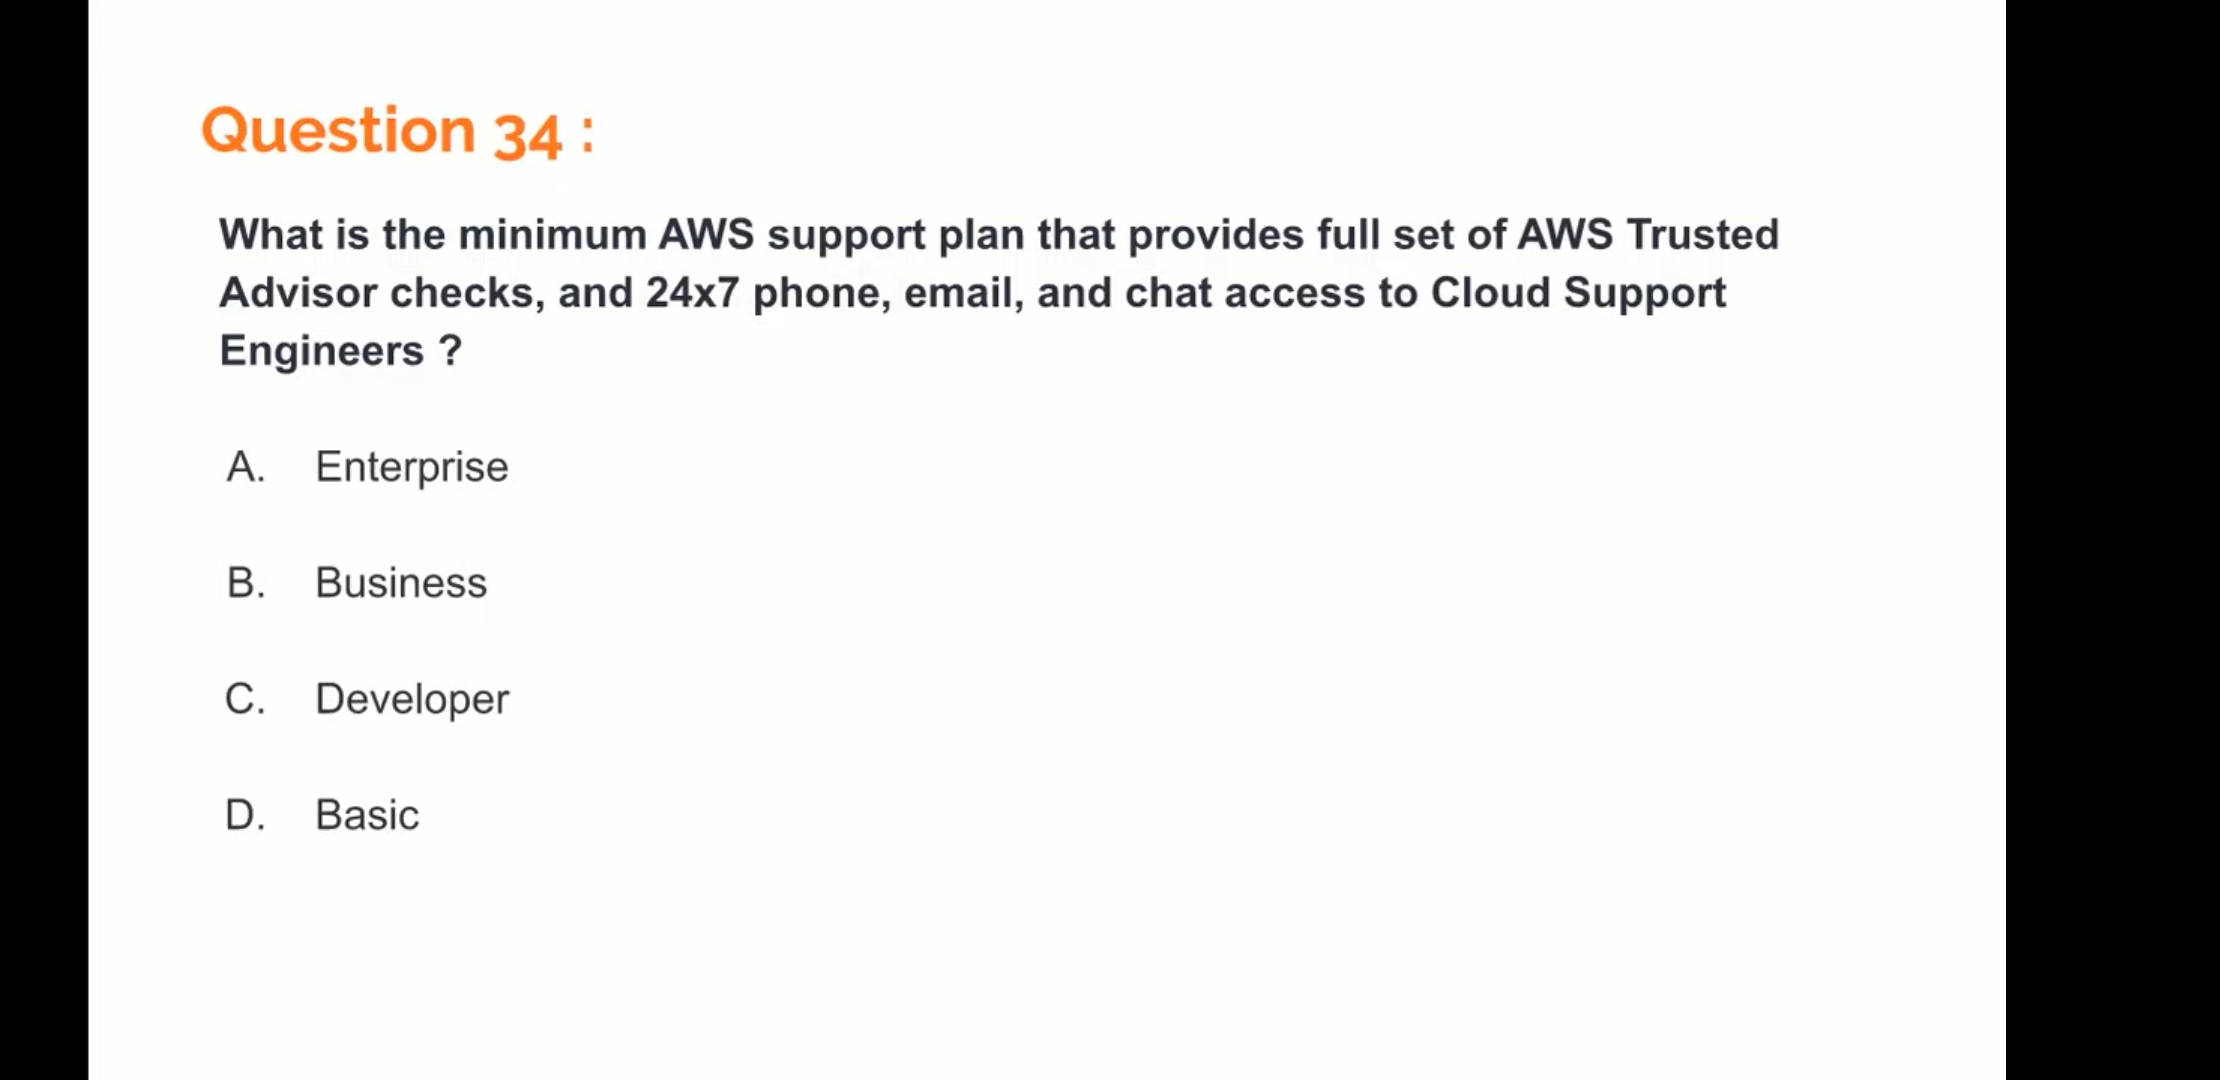 Question 34 :
What is the minimum AWS support plan that provides full set of AWS Trusted
Advisor checks, and 24x7 phone, email, and chat access to Cloud Support
Engineers ?
A. Enterprise
B. Business
C. Developer
D. Basic